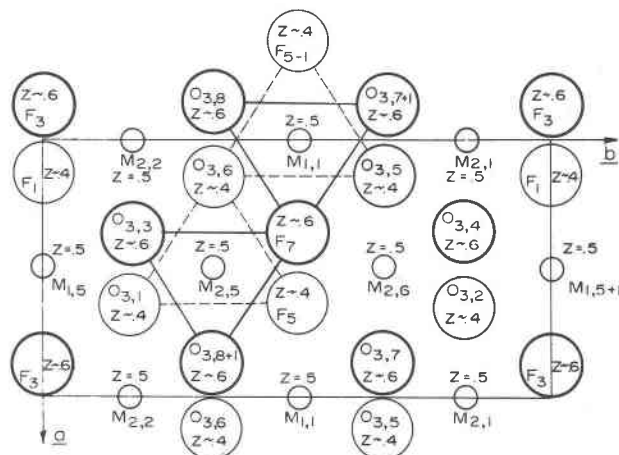 Z~.4
F5-1
Z~.6
F3
O3,8
Z~.6
O3,7+1
Z~.6
Z~.6
F3
Z=.5
b
M2,2
Z=.5
M1,1
M2,1
Z=.5
F1
Z~.4
O3,6
Z~.4
O3,5
Z~.4
F1
Z~.4
O3,3
Z~.6
Z~.6
F7
O3,4
Z~.6
Z=.5
M1,5
Z=.5
M2,5
Z=.5
M2,6
Z=.5
M1,5+1
O3,1
Z~.4
Z~.4
F5
O3,2
Z~.4
Z~.6
F3
O3,8+1
Z~.6
O3,7
Z~.6
Z~.6
F3
Z=.5
M2,2
Z=.5
M1,1
Z=.5
M2,1
O3,6
Z~.4
O3,5
Z~.4
a